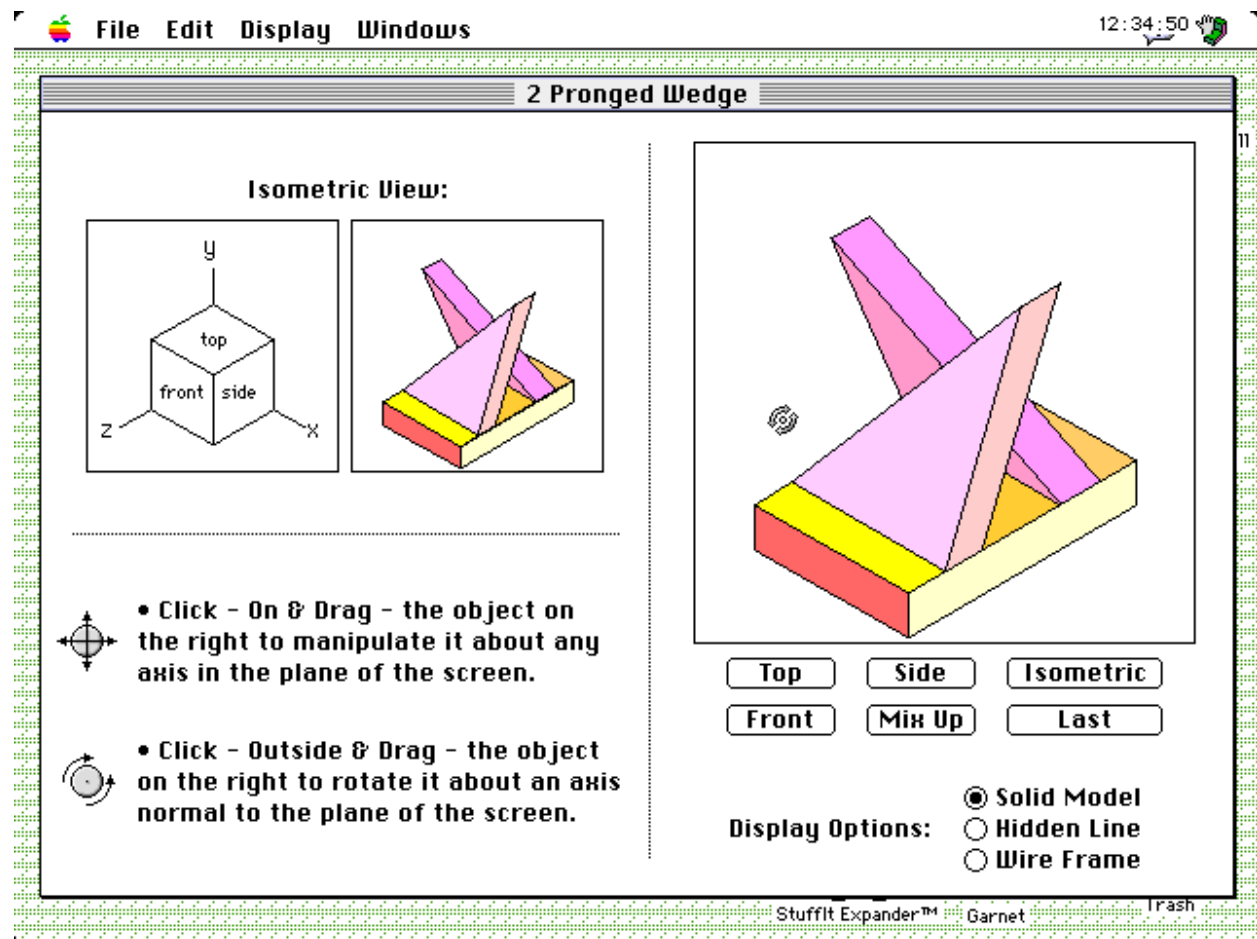 File Edit Display Windows 12:34:50
2 Pronged Wedge
11
Isometric View:
y
top
front side
z x
• Click - On & Drag - the object on
the right to manipulate it about any
axis in the plane of the screen.
• Click - Outside & Drag - the object
on the right to rotate it about an axis
normal to the plane of the screen.
Top Side Isometric
Front Mix Up Last
Display Options:
Solid Model
Hidden Line
Wire Frame
StuffIt Expander™ Garnet Trash